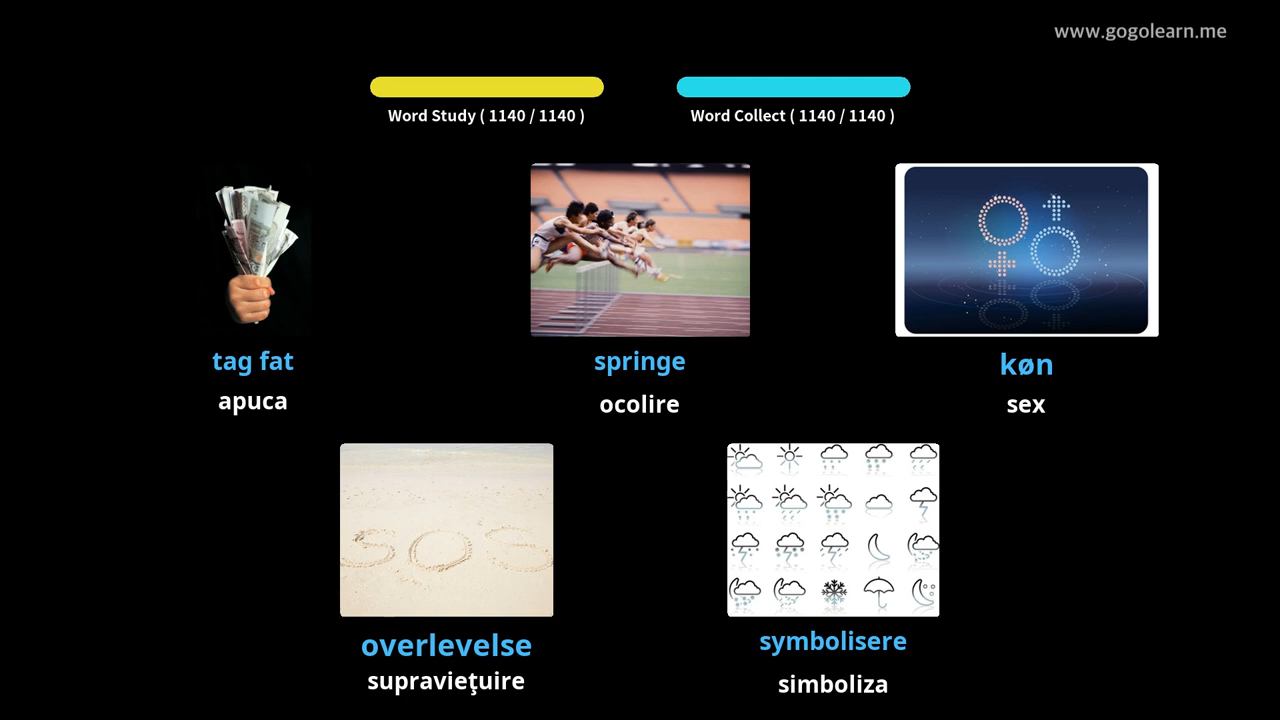 www.gogolearn.me
Word Study ( 1140 / 1140 )
Word Collect ( 1140 / 1140 )
tag fat
apuca
springe
ocolire
køn
sex
SOS
overlevelse
supravieţuire
symbolisere
simboliza